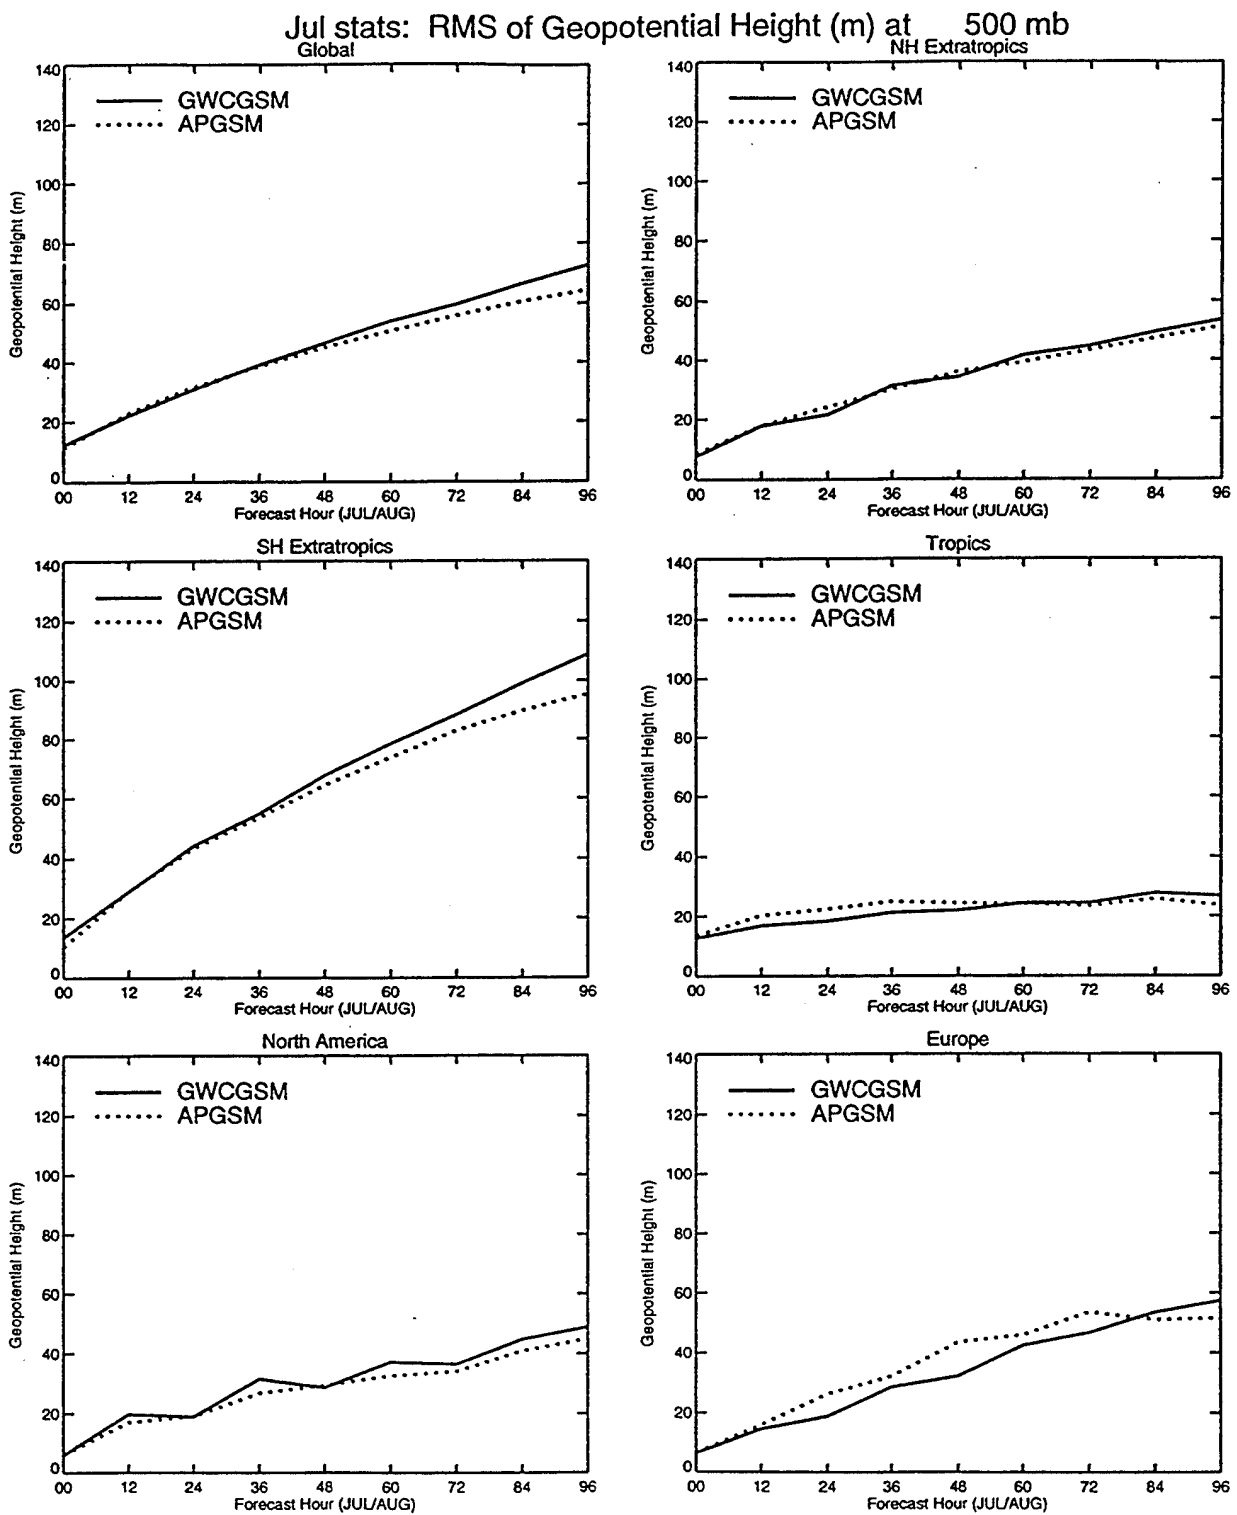 Jul stats: RMS of Geopotential Height (m) at 500 mb
Global
140
120
100
80
60
40
20
0
Geopotential Height (m)
GWCGSM
APGSM
00 12 24 36 48 60 72 84 96
Forecast Hour (JUL/AUG)
NH Extratropics
140
120
100
80
60
40
20
0
Geopotential Height (m)
GWCGSM
APGSM
00 12 24 36 48 60 72 84 96
Forecast Hour (JUL/AUG)
SH Extratropics
140
120
100
80
60
40
20
0
Geopotential Height (m)
GWCGSM
APGSM
00 12 24 36 48 60 72 84 96
Forecast Hour (JUL/AUG)
Tropics
140
120
100
80
60
40
20
0
Geopotential Height (m)
GWCGSM
APGSM
00 12 24 36 48 60 72 84 96
Forecast Hour (JUL/AUG)
North America
140
120
100
80
60
40
20
0
Geopotential Height (m)
GWCGSM
APGSM
00 12 24 36 48 60 72 84 96
Forecast Hour (JUL/AUG)
Europe
140
120
100
80
60
40
20
0
Geopotential Height (m)
GWCGSM
APGSM
00 12 24 36 48 60 72 84 96
Forecast Hour (JUL/AUG)